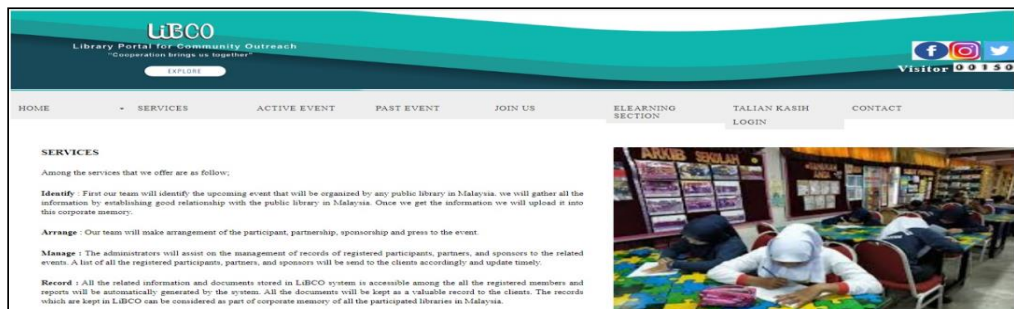 LiBCO
Library Portal for Community Outreach
"Cooperation brings us together"
EXPLORE
Visitor 00150
HOME
SERVICES
ACTIVE EVENT
PAST EVENT
JOIN US
ELEARNING SECTION
TALIAN KASIH
CONTACT
LOGIN
SERVICES
Among the services that we offer are as follow;
Identify : First our team will identify the upcoming event that will be organized by any public library in Malaysia. we will gather all the
information by establishing good relationship with the public library in Malaysia. Once we get the information we will upload it into
this corporate memory.
Arrange : Our team will make arrangement of the participant, partnership, sponsorship and press to the event.
Manage : The administrators will assist on the management of records of registered participants, partners, and sponsors to the related
events. A list of all the registered participants, partners, and sponsors will be send to the clients accordingly and update timely.
Record : All the related information and documents stored in LiBCO system is accessible among the all the registered members and
reports will be automatically generated by the system. All the documents will be kept as a valuable record to the clients. The records
which are kept in LiBCO can be considered as part of corporate memory of all the participated libraries in Malaysia.
ARKIB SEKOLAH